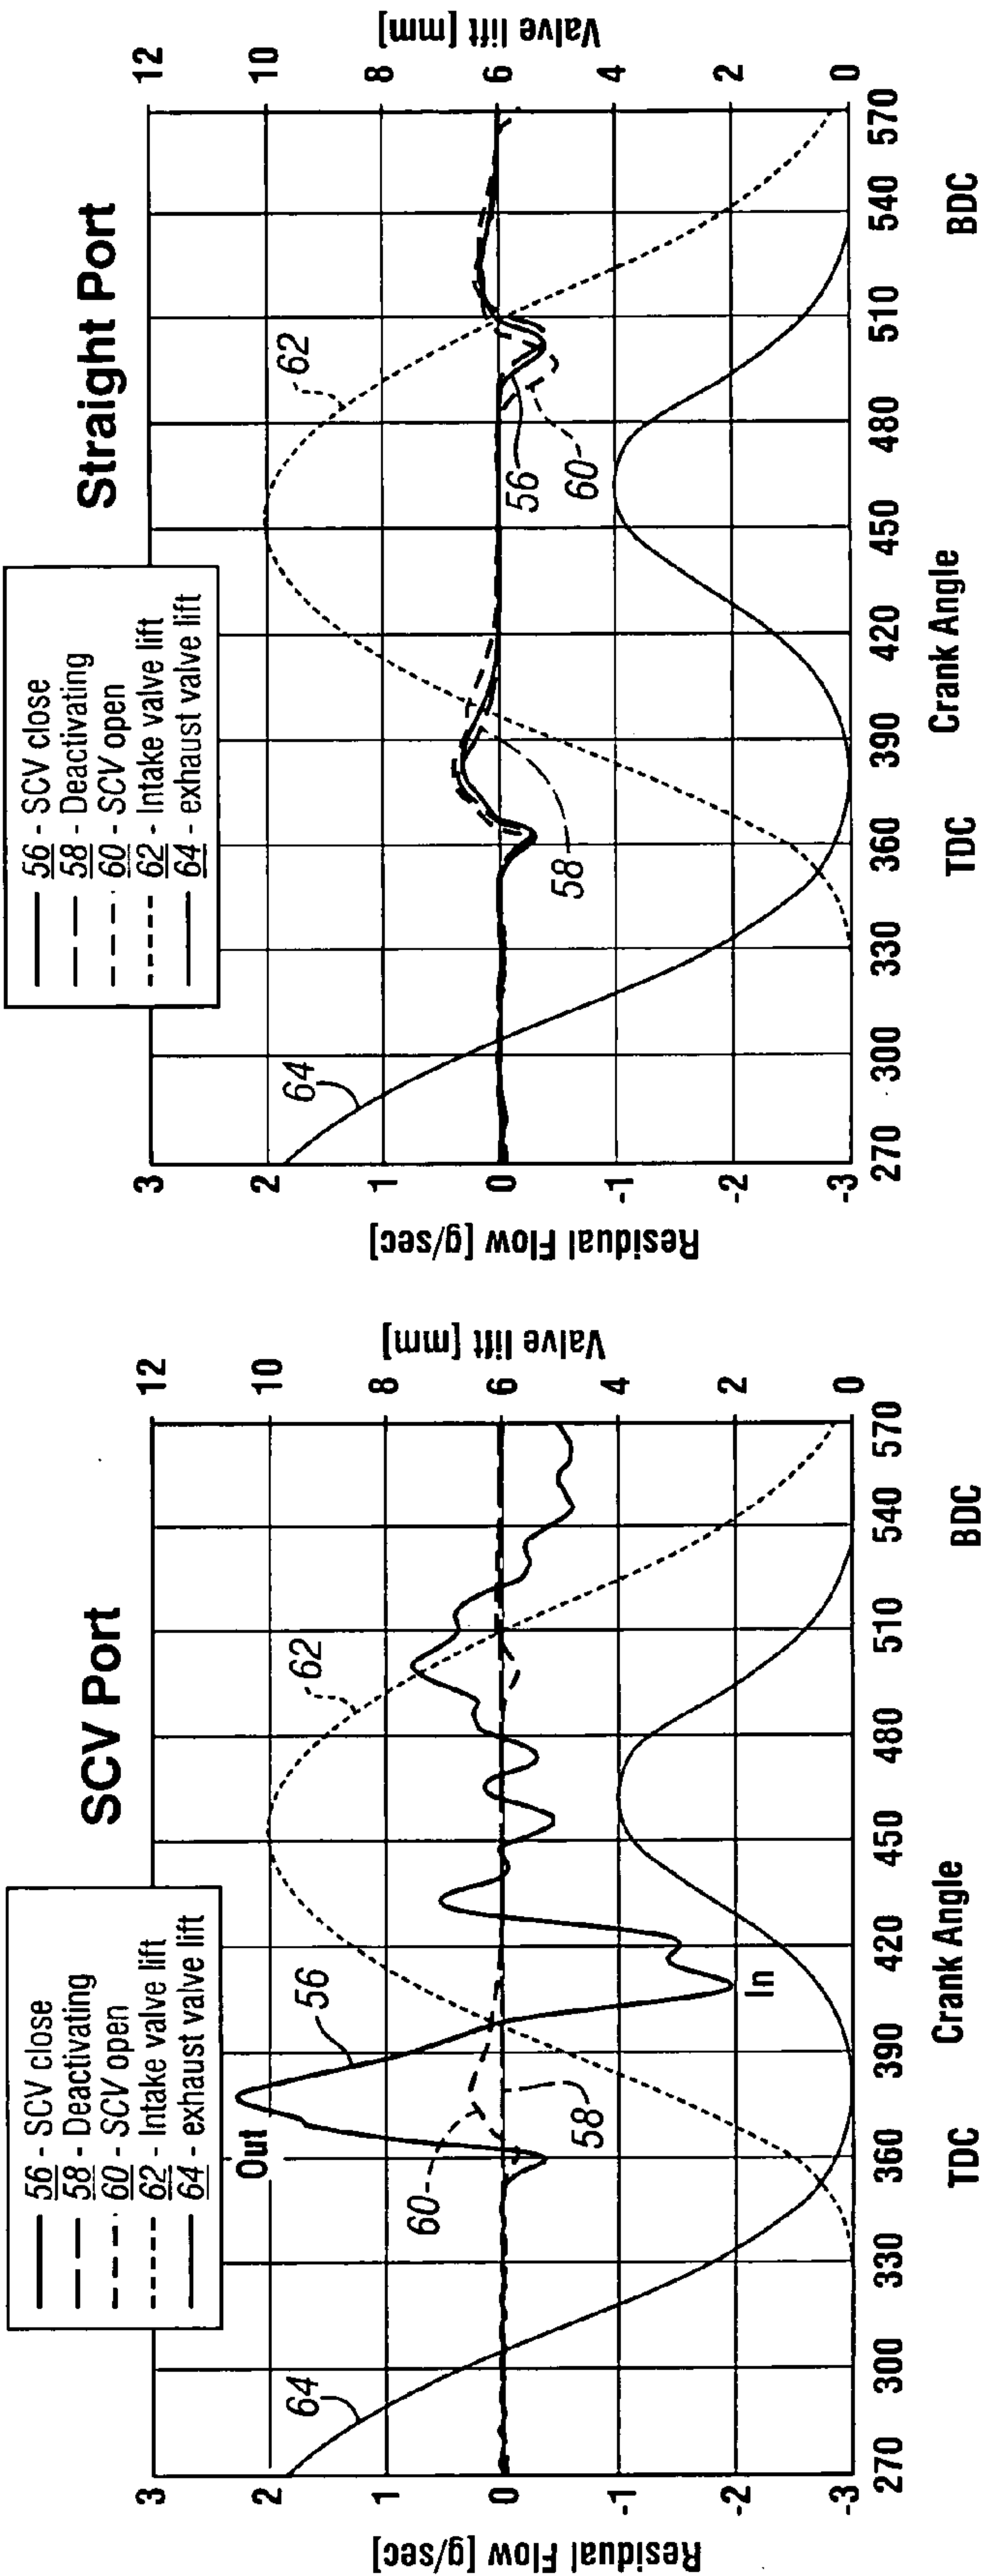 SCV Port
56 - SCV close
58 - Deactivating
60 - SCV open
62 - Intake valve lift
64 - exhaust valve lift
Residual Flow [g/sec]
3
2
1
0
-1
-2
-3
Valve lift [mm]
12
10
8
6
4
2
0
64
Out
60
58
56
In
62
270 300 330 360 390 420 450 480 510 540 570
TDC Crank Angle BDC
Straight Port
56 - SCV close
58 - Deactivating
60 - SCV open
62 - Intake valve lift
64 - exhaust valve lift
Residual Flow [g/sec]
3
2
1
0
-1
-2
-3
Valve lift [mm]
12
10
8
6
4
2
0
64
58
56
60
62
270 300 330 360 390 420 450 480 510 540 570
TDC Crank Angle BDC